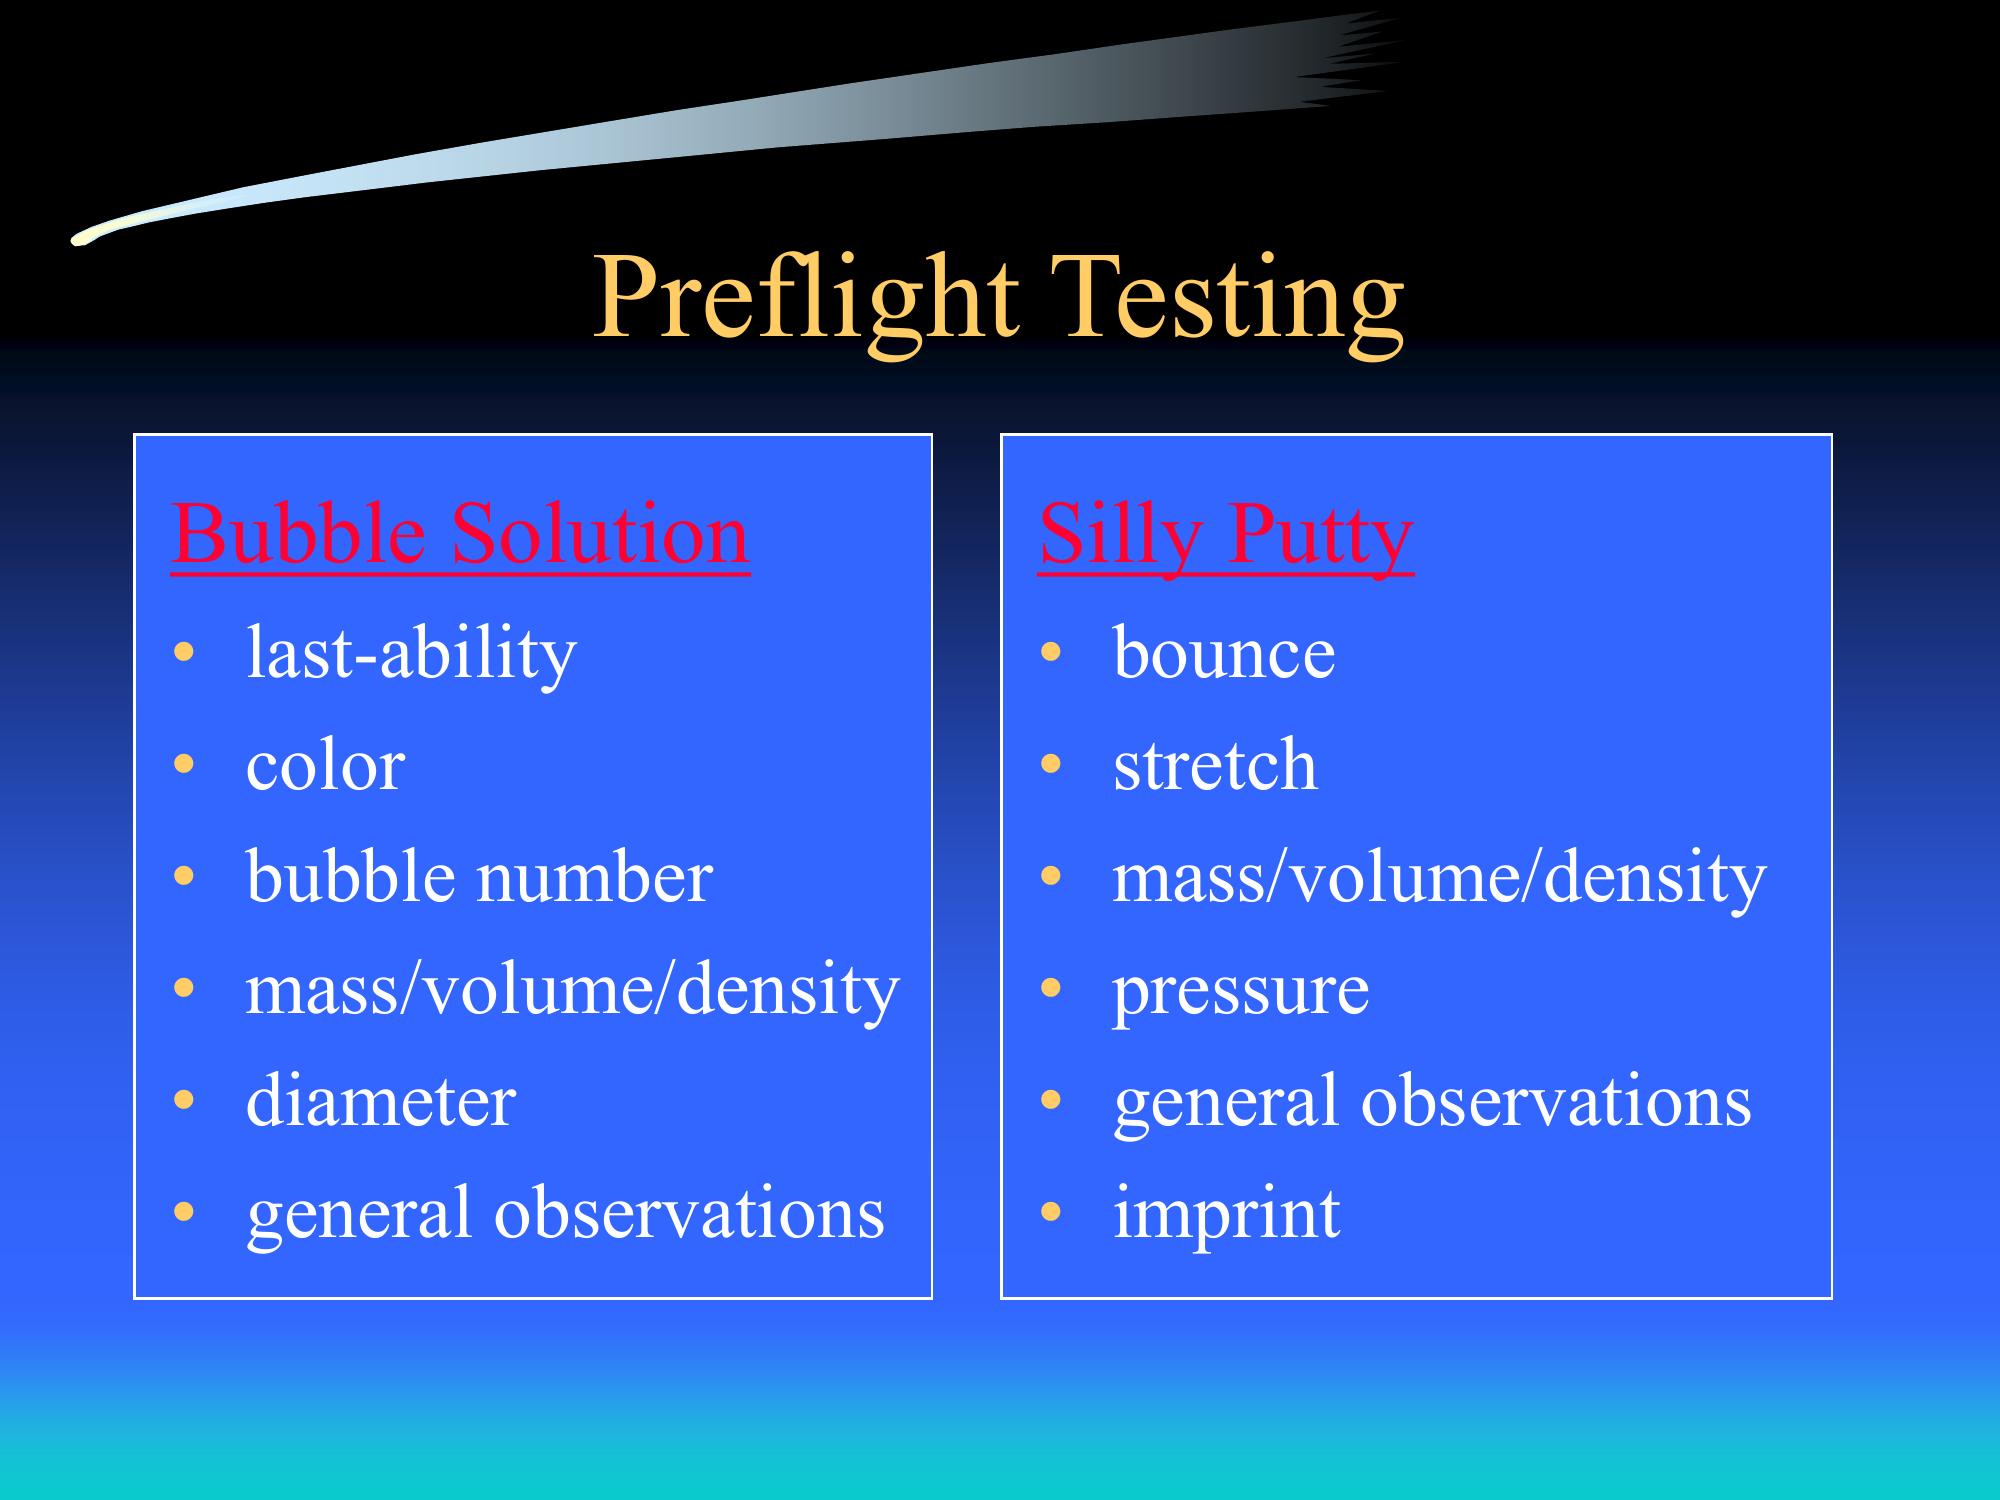 Preflight Testing
Bubble Solution
• last-ability
• color
• bubble number
• mass/volume/density
• diameter
• general observations
Silly Putty
• bounce
• stretch
• mass/volume/density
• pressure
• general observations
• imprint